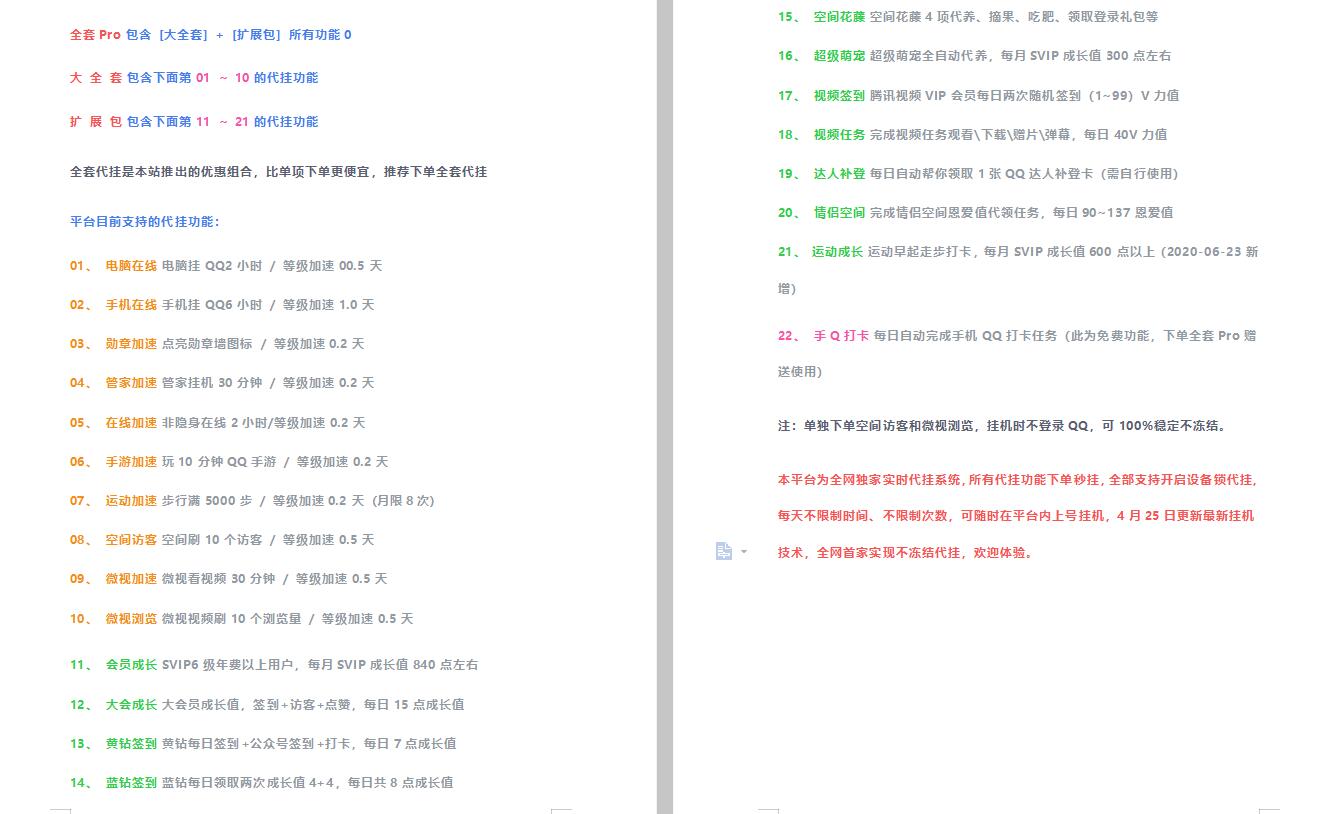 全套 Pro 包含 [大全套] + [扩展包] 所有功能 0
大 全 套 包含下面第 01 ~ 10 的代挂功能
扩 展 包 包含下面第 11 ~ 21 的代挂功能
全套代挂是本站推出的优惠组合，比单项下单更便宜，推荐下单全套代挂
平台目前支持的代挂功能：
01、 电脑在线 电脑挂 QQ2 小时 / 等级加速 00.5 天
02、 手机在线 手机挂 QQ6 小时 / 等级加速 1.0 天
03、 勋章加速 点亮勋章墙图标 / 等级加速 0.2 天
04、 管家加速 管家挂机 30 分钟 / 等级加速 0.2 天
05、 在线加速 非隐身在线 2 小时/等级加速 0.2 天
06、 手游加速 玩 10 分钟 QQ 手游 / 等级加速 0.2 天
07、 运动加速 步行满 5000 步 / 等级加速 0.2 天（月限 8 次）
08、 空间访客 空间刷 10 个访客 / 等级加速 0.5 天
09、 微视加速 微视看视频 30 分钟 / 等级加速 0.5 天
10、 微视浏览 微视视频刷 10 个浏览量 / 等级加速 0.5 天
11、 会员成长 SVIP6 级年费以上用户，每月 SVIP 成长值 840 点左右
12、 大会成长 大会员成长值，签到+访客+点赞，每日 15 点成长值
13、 黄钻签到 黄钻每日签到+公众号签到+打卡，每日 7 点成长值
14、 蓝钻签到 蓝钻每日领取两次成长值 4+4，每日共 8 点成长值
15、 空间花藤 空间花藤 4 项代养、摘果、吃肥、领取登录礼包等
16、 超级萌宠 超级萌宠全自动代养，每月 SVIP 成长值 300 点左右
17、 视频签到 腾讯视频 VIP 会员每日两次随机签到（1~99）V 力值
18、 视频任务 完成视频任务观看\下载\赠片\弹幕，每日 40V 力值
19、 达人补登 每日自动帮你领取 1 张 QQ 达人补登卡（需自行使用）
20、 情侣空间 完成情侣空间恩爱值代领任务，每日 90~137 恩爱值
21、 运动成长 运动早起走步打卡，每月 SVIP 成长值 600 点以上（2020-06-23 新
增）
22、 手 Q 打卡 每日自动完成手机 QQ 打卡任务（此为免费功能，下单全套 Pro 赠
送使用）
注：单独下单空间访客和微视浏览，挂机时不登录 QQ，可 100%稳定不冻结。
本平台为全网独家实时代挂系统，所有代挂功能下单秒挂，全部支持开启设备锁代挂，
每天不限制时间、不限制次数，可随时在平台内上号挂机，4 月 25 日更新最新挂机
技术，全网首家实现不冻结代挂，欢迎体验。